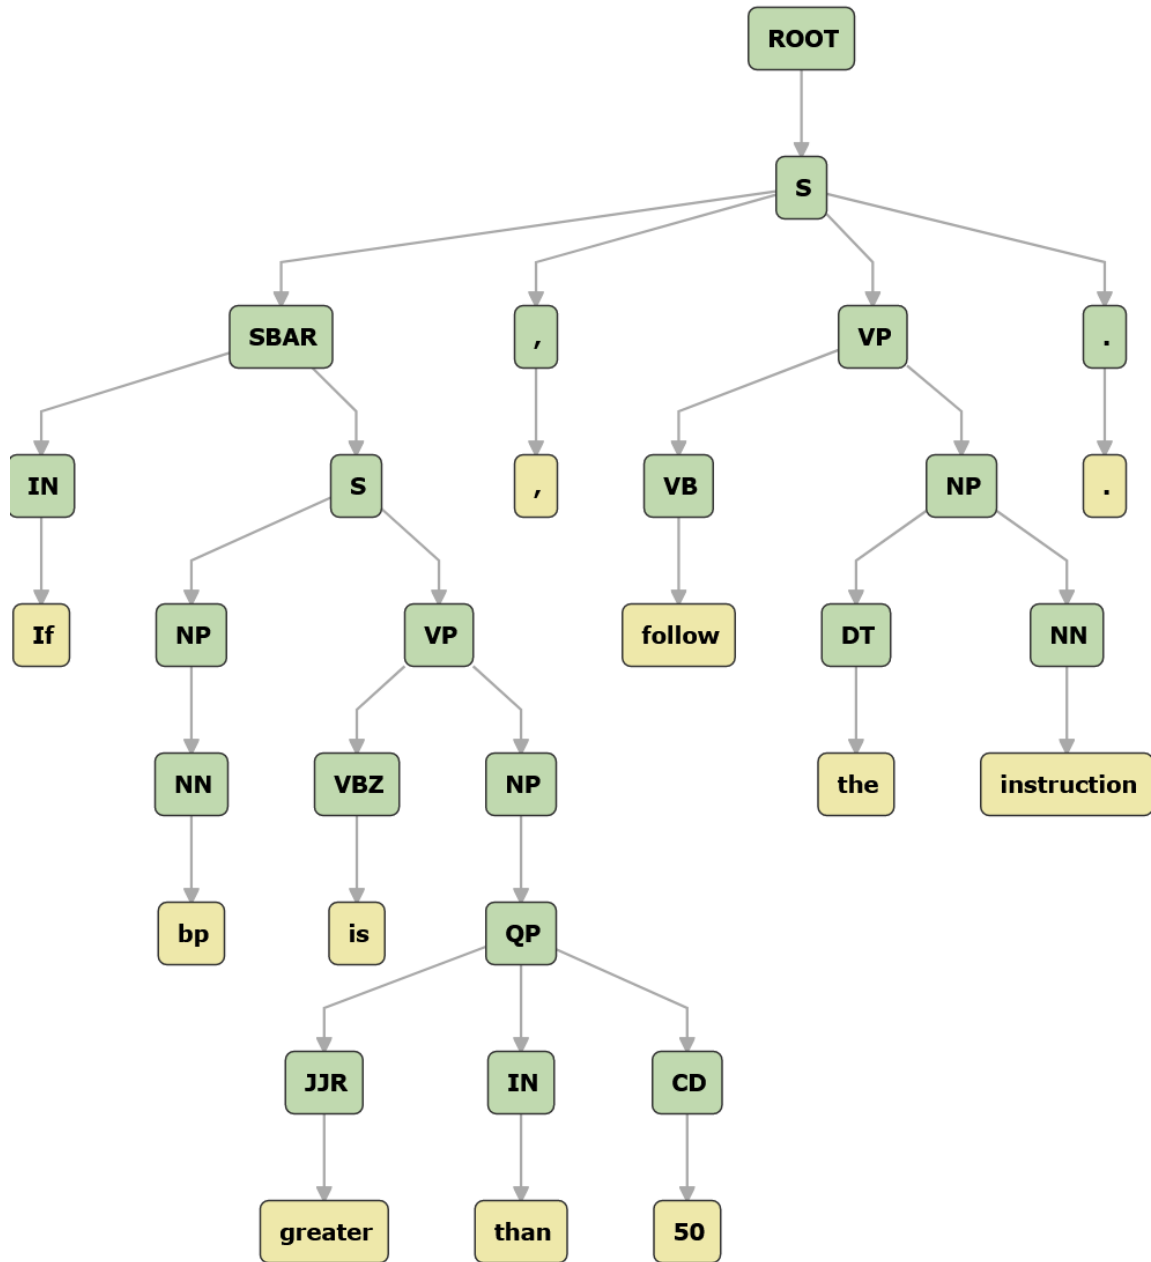 ROOT
S
SBAR , VP .
IN S , VB NP .
If NP VP follow DT NN
NN VBZ NP the instruction
bp is QP
JJR IN CD
greater than 50